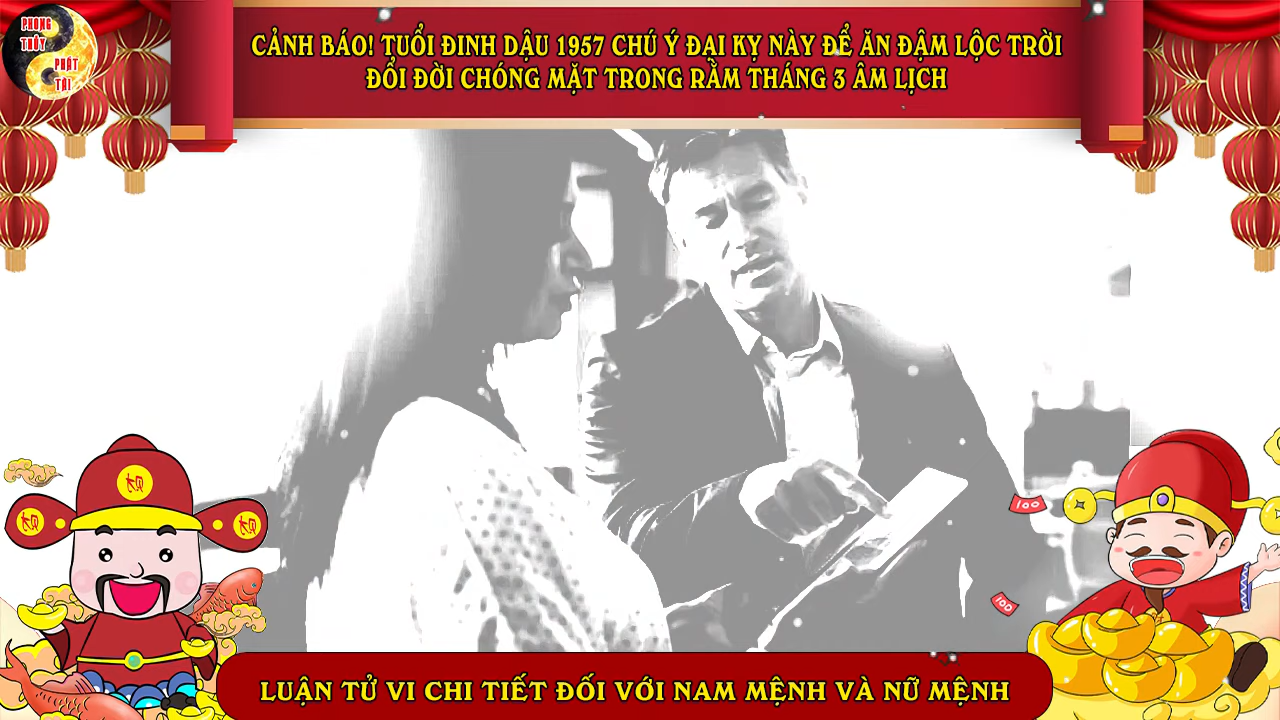 PHONG
THỦY
PHÁT
TÀI
CẢNH BÁO! TUỔI ĐINH DẬU 1957 CHÚ Ý ĐẠI KỴ NÀY ĐỂ ĂN ĐẬM LỘC TRỜI
ĐỔI ĐỜI CHÓNG MẶT TRONG RẰM THÁNG 3 ÂM LỊCH
100
100
LUẬN TỬ VI CHI TIẾT ĐỐI VỚI NAM MỆNH VÀ NỮ MỆNH